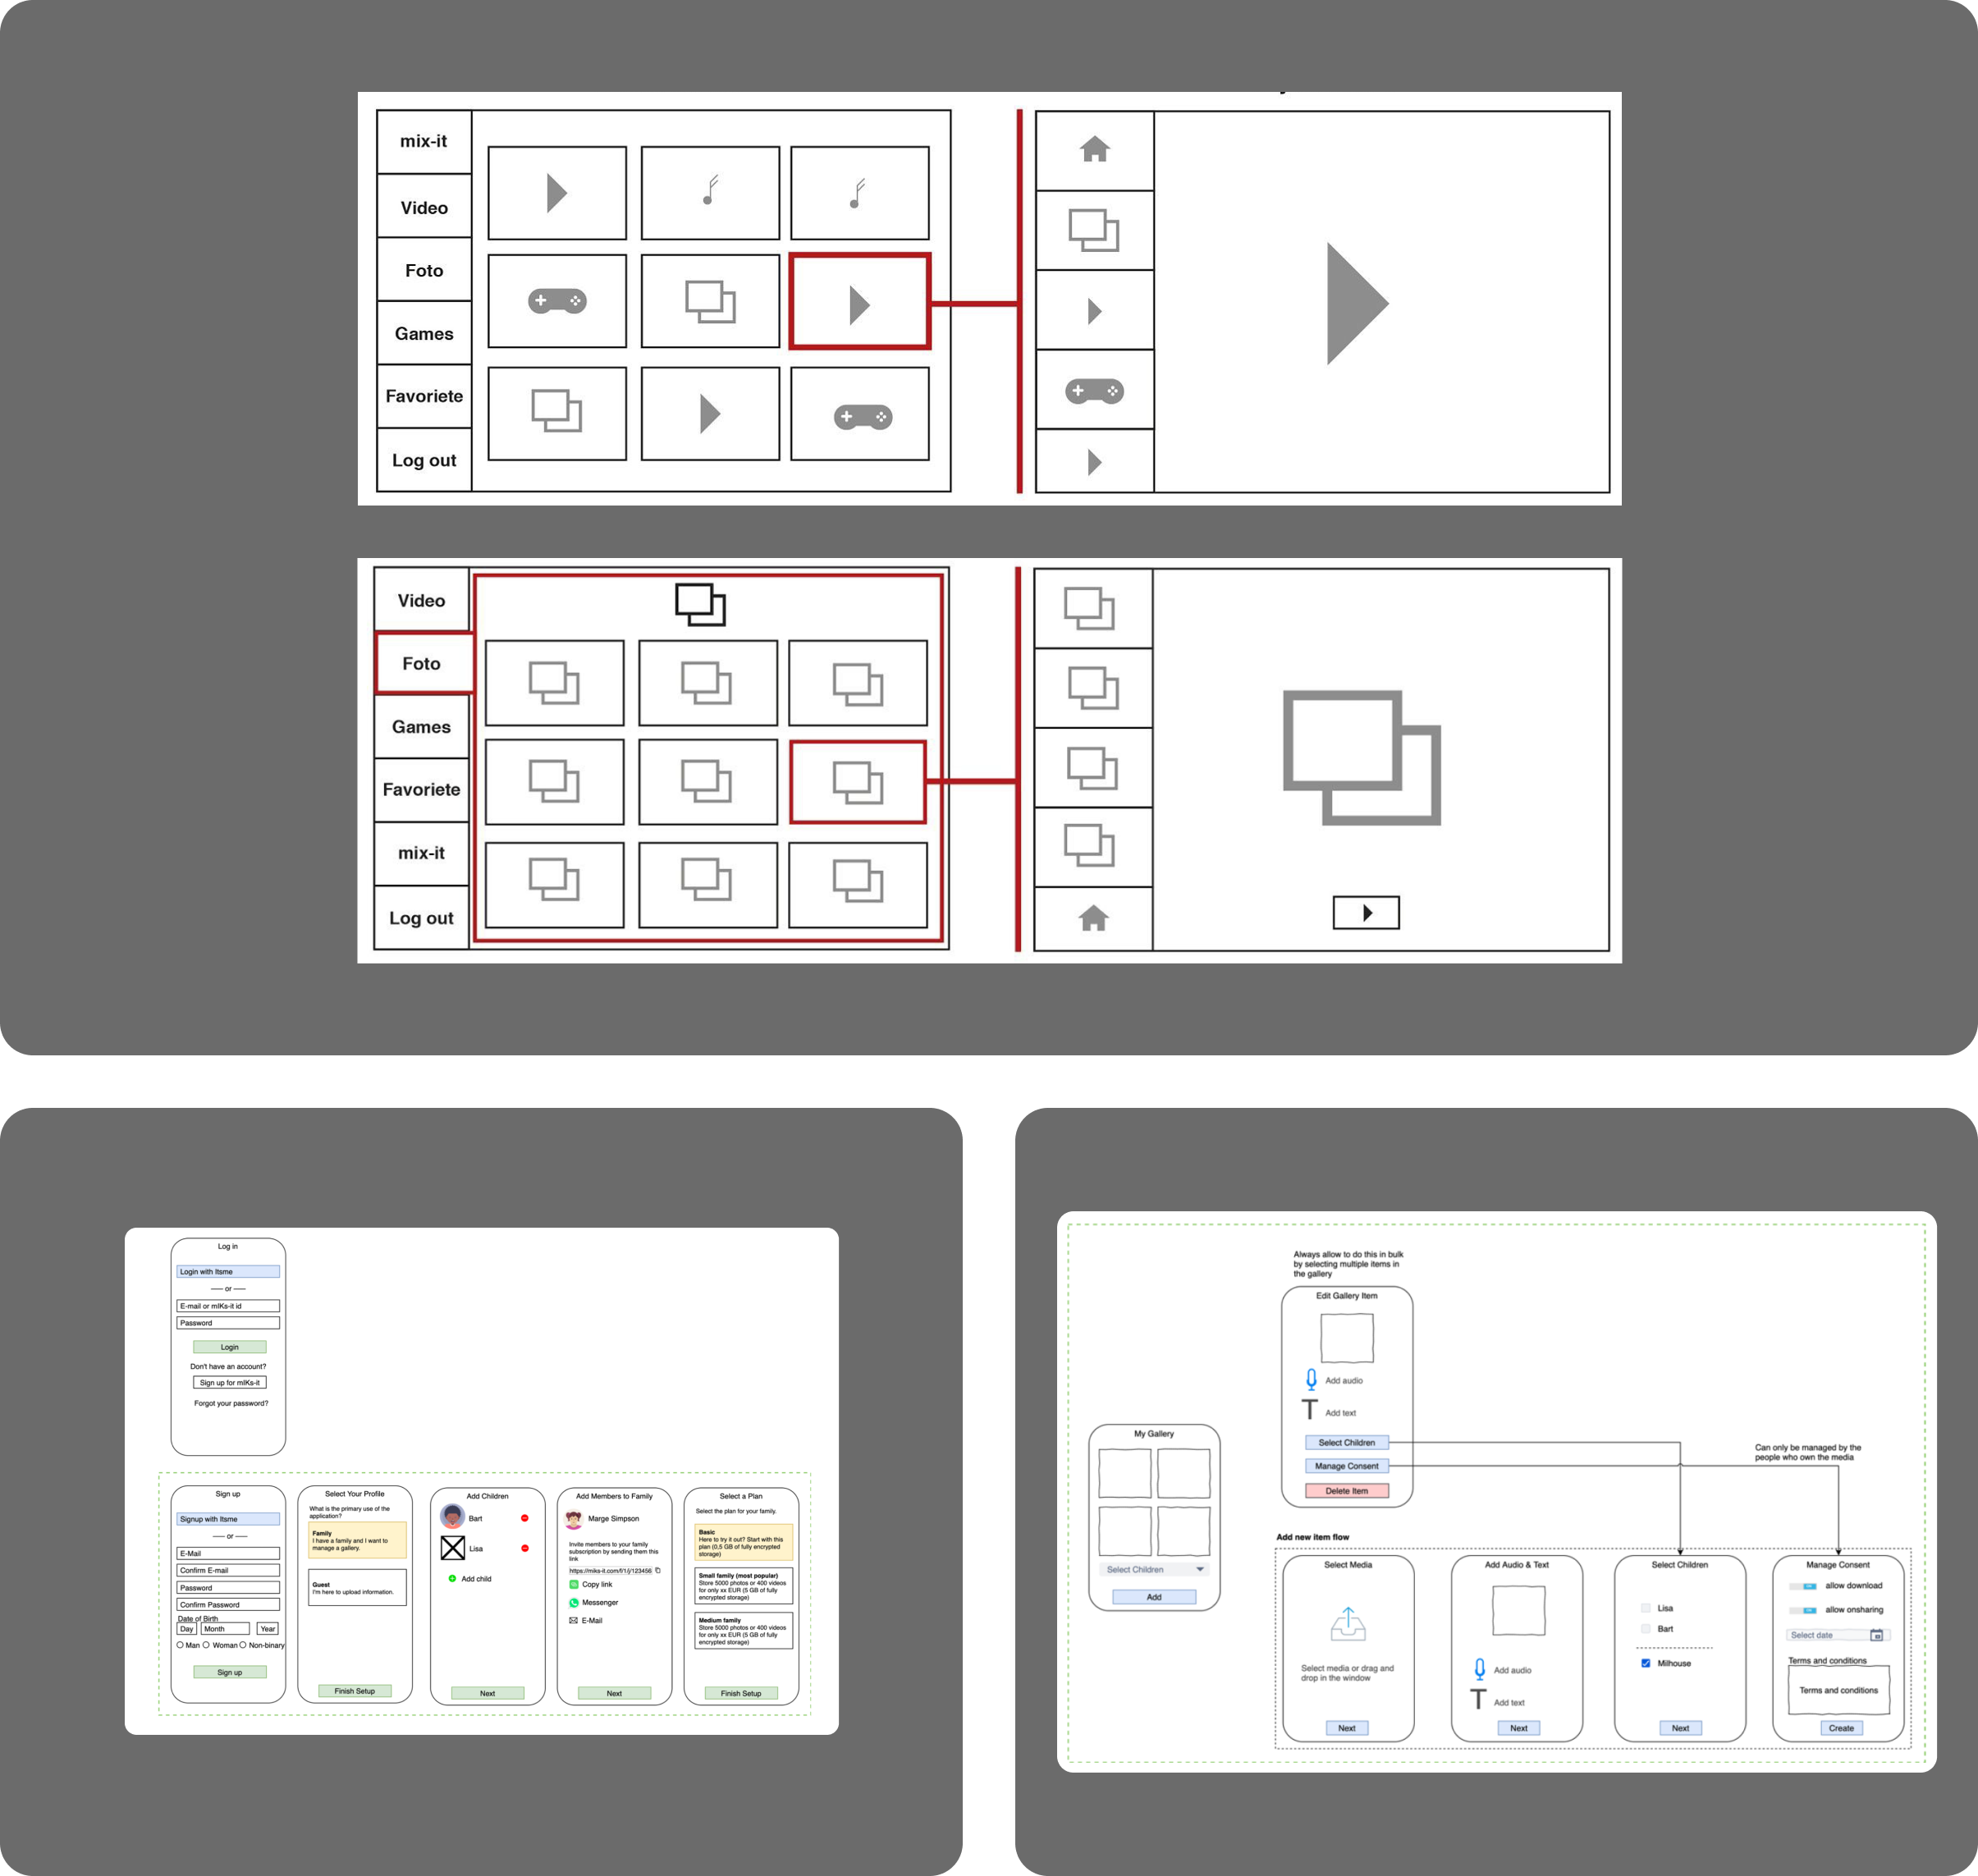 mix-it
Video
Foto
Games
Favoriete
Log out
Video
Foto
Games
Favoriete
mix-it
Log out
Log in
Login with Itsme
or
E-mail or mIKs-it id
Password
Login
Don't have an account?
Sign up for mIKs-it
Forgot your password?
Sign up
Signup with Itsme
or
E-Mail
Confirm E-mail
Password
Confirm Password
Date of Birth
Day Month Year
Man Woman Non-binary
Sign up
Select Your Profile
What is the primary use of the
application?
Family
I have a family and I want to
manage a gallery.
Guest
I'm here to upload information.
Finish Setup
Add Children
Bart
Lisa
Add child
Next
Add Members to Family
Marge Simpson
Invite members to your family
subscription by sending them this
link
https://miks-it.com/f/1/j/123456
Copy link
Messenger
E-Mail
Next
Select a Plan
Select the plan for your family.
Basic
Here to try it out? Start with this
plan (0,5 GB of fully encrypted
storage)
Small family (most popular)
Store 5000 photos or 400 videos
for only xx EUR (5 GB of fully
encrypted storage)
Medium family
Store 5000 photos or 400 videos
for only xx EUR (5 GB of fully
encrypted storage)
Finish Setup
My Gallery
Select Children
Add
Always allow to do this in bulk
by selecting multiple items in
the gallery
Edit Gallery Item
Add audio
T Add text
Select Children
Manage Consent
Delete Item
Can only be managed by the
people who own the media
Add new item flow
Select Media
Select media or drag and
drop in the window
Next
Add Audio & Text
Add audio
T Add text
Next
Select Children
Lisa
Bart
Milhouse
Next
Manage Consent
allow download
allow onsharing
Select date
Terms and conditions
Terms and conditions
Create